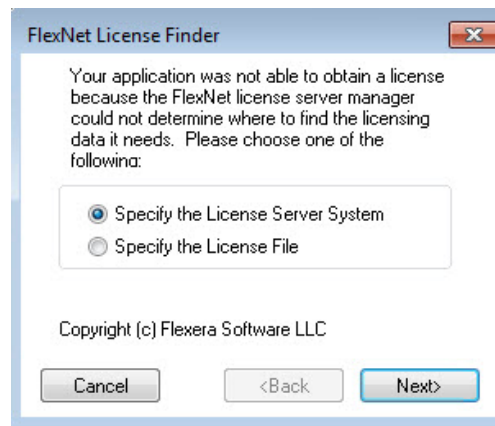 FlexNet License Finder
Your application was not able to obtain a license
because the FlexNet license server manager
could not determine where to find the licensing
data it needs.  Please choose one of the
following:
Specify the License Server System
Specify the License File
Copyright (c) Flexera Software LLC
Cancel
<Back
Next>